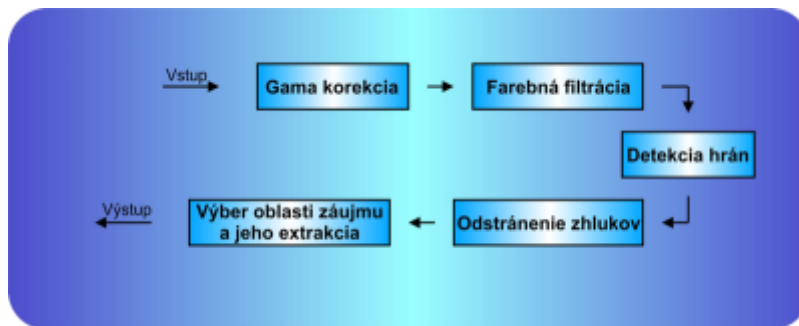 Vstup
Gama korekcia
Farebná filtrácia
Detekcia hrán
Odstránenie zhlukov
Výber oblasti záujmu
a jeho extrakcia
Výstup